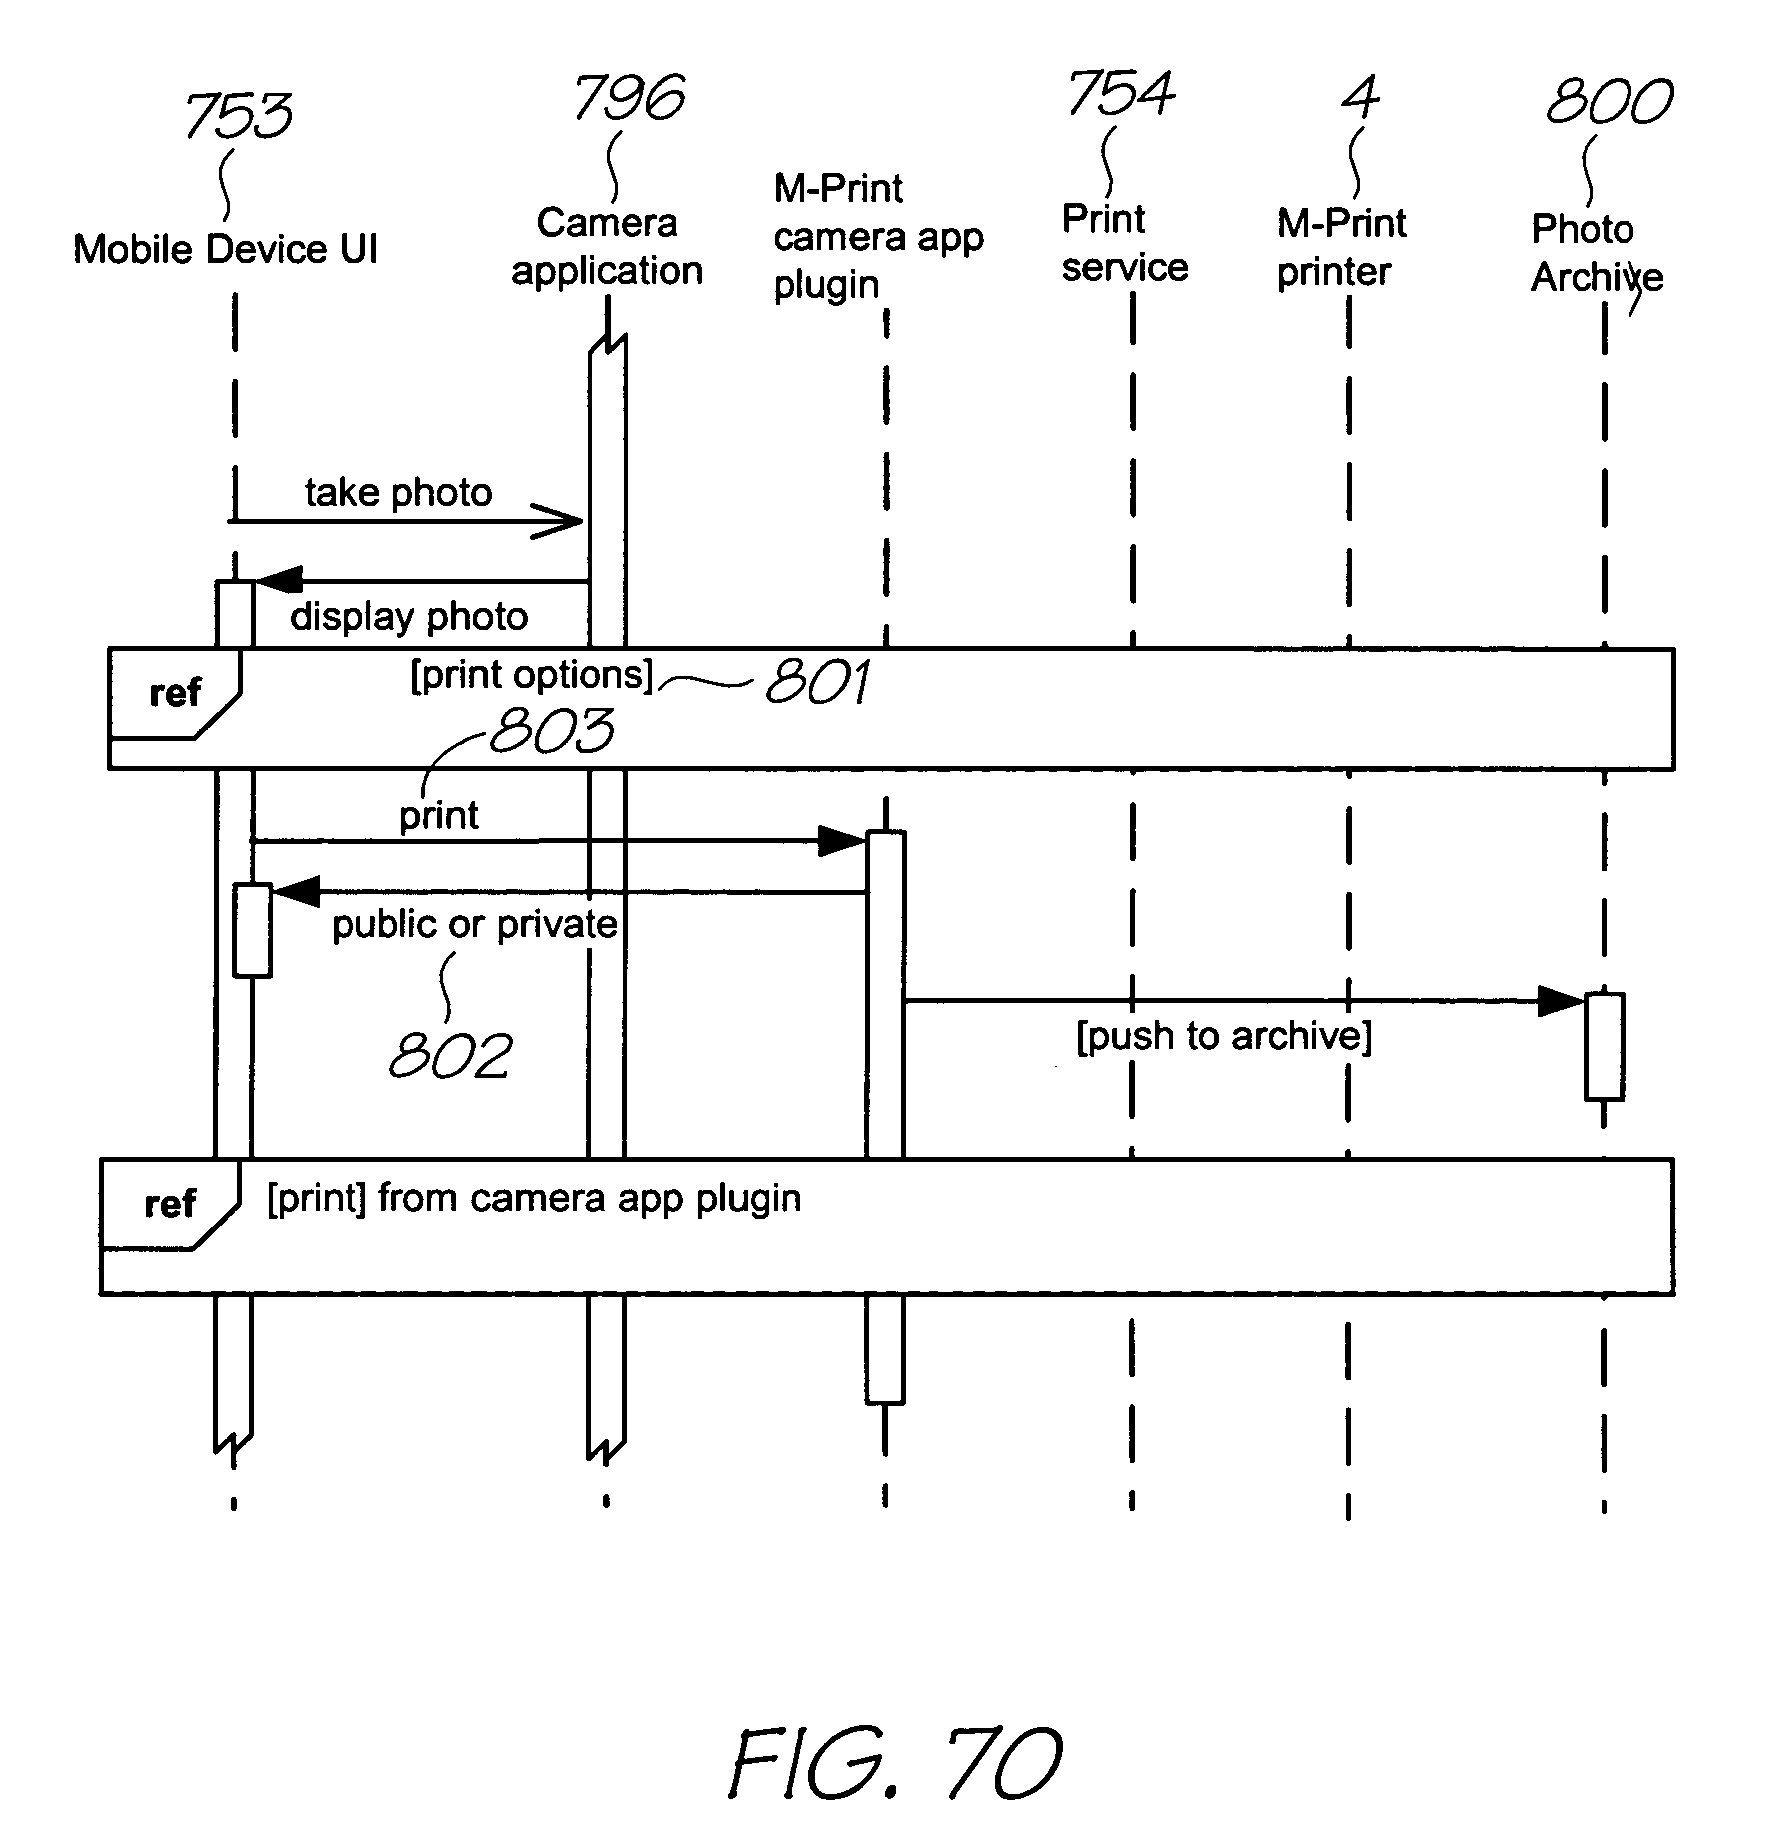 753
796
754
4
800
Mobile Device UI
Camera
application
M-Print
camera app
plugin
Print
service
M-Print
printer
Photo
Archive
take photo
display photo
ref
[print options]
801
803
print
public or private
802
[push to archive]
ref
[print] from camera app plugin
FIG. 70